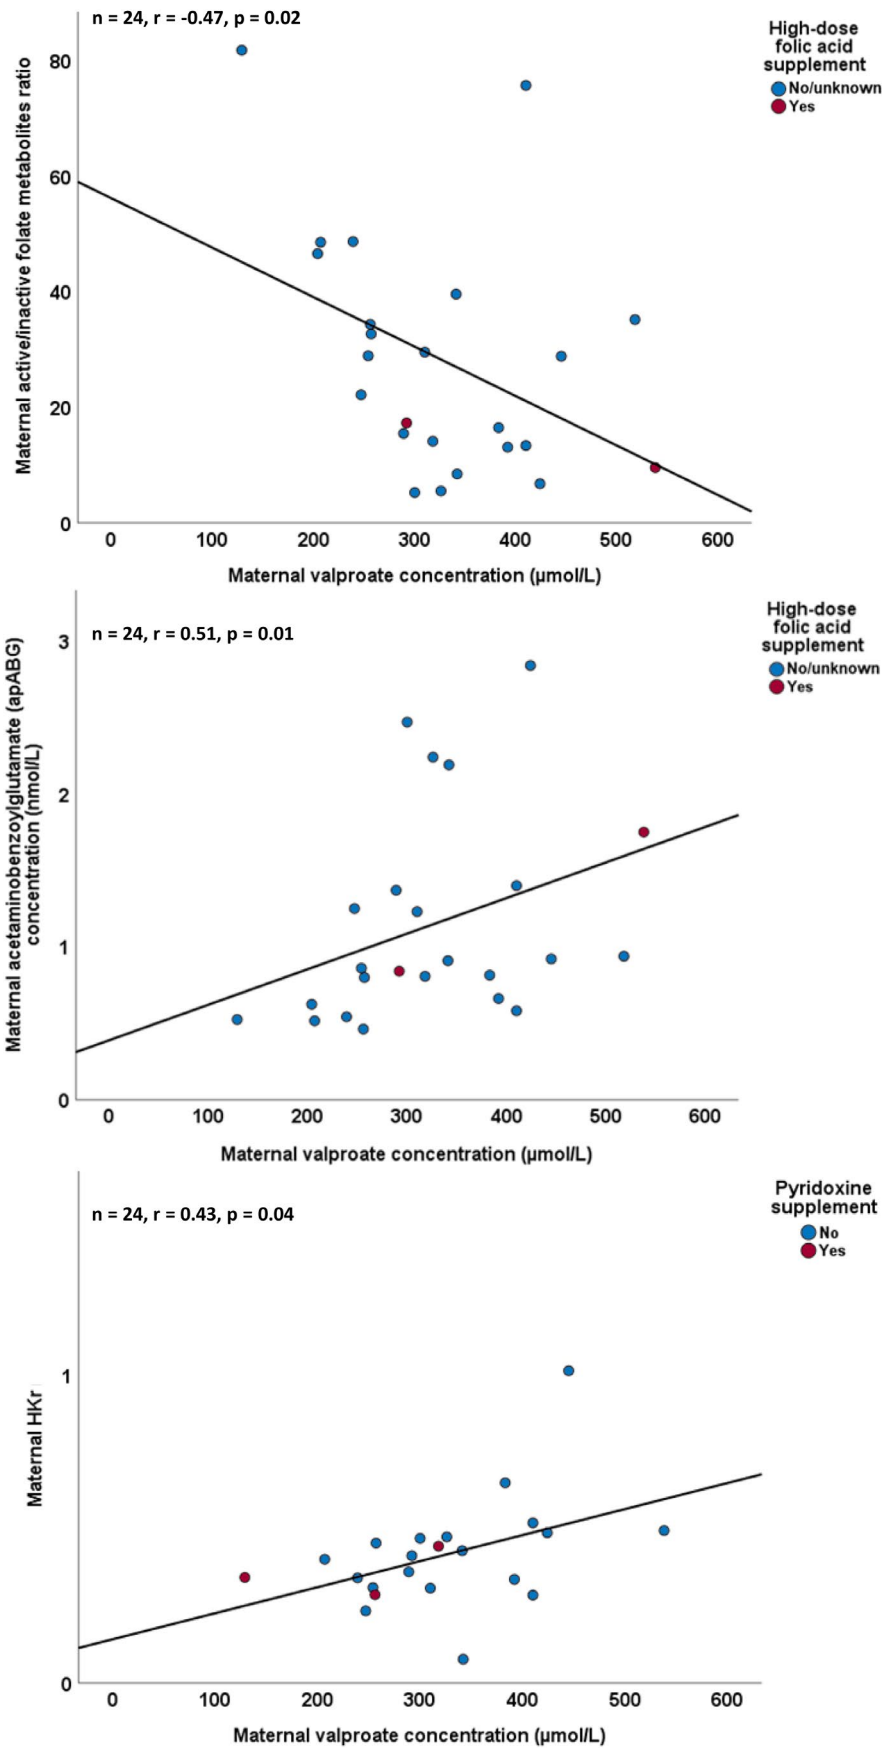 n = 24, r = -0.47, p = 0.02
High-dose
folic acid
supplement
No/unknown
Yes
Maternal active/inactive folate metabolites ratio
80
60
40
20
0
0 100 200 300 400 500 600
Maternal valproate concentration (µmol/L)
n = 24, r = 0.51, p = 0.01
High-dose
folic acid
supplement
No/unknown
Yes
Maternal acetaminobenzoylglutamate (apABG)
concentration (nmol/L)
3
2
1
0
0 100 200 300 400 500 600
Maternal valproate concentration (µmol/L)
n = 24, r = 0.43, p = 0.04
Pyridoxine
supplement
No
Yes
Maternal HKr
1
0
0 100 200 300 400 500 600
Maternal valproate concentration (µmol/L)